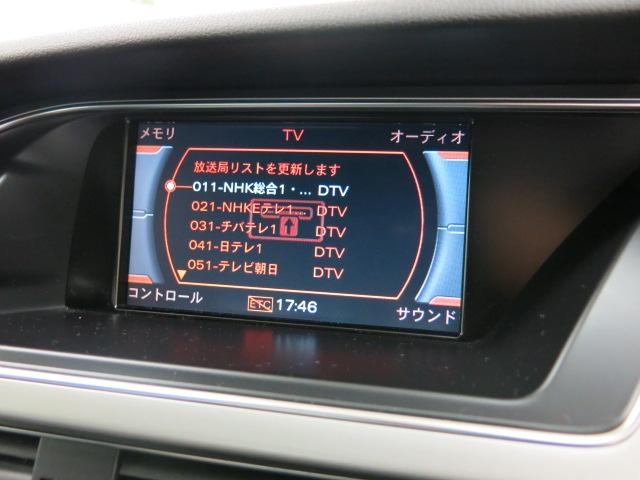 メモリ TV オーディオ
放送局リストを更新します
011-NHK総合1・... DTV
021-NHKEテレ1... DTV
031-チバテレ1 DTV
041-日テレ1 DTV
051-テレビ朝日 DTV
コントロール ETC 17:46 サウンド